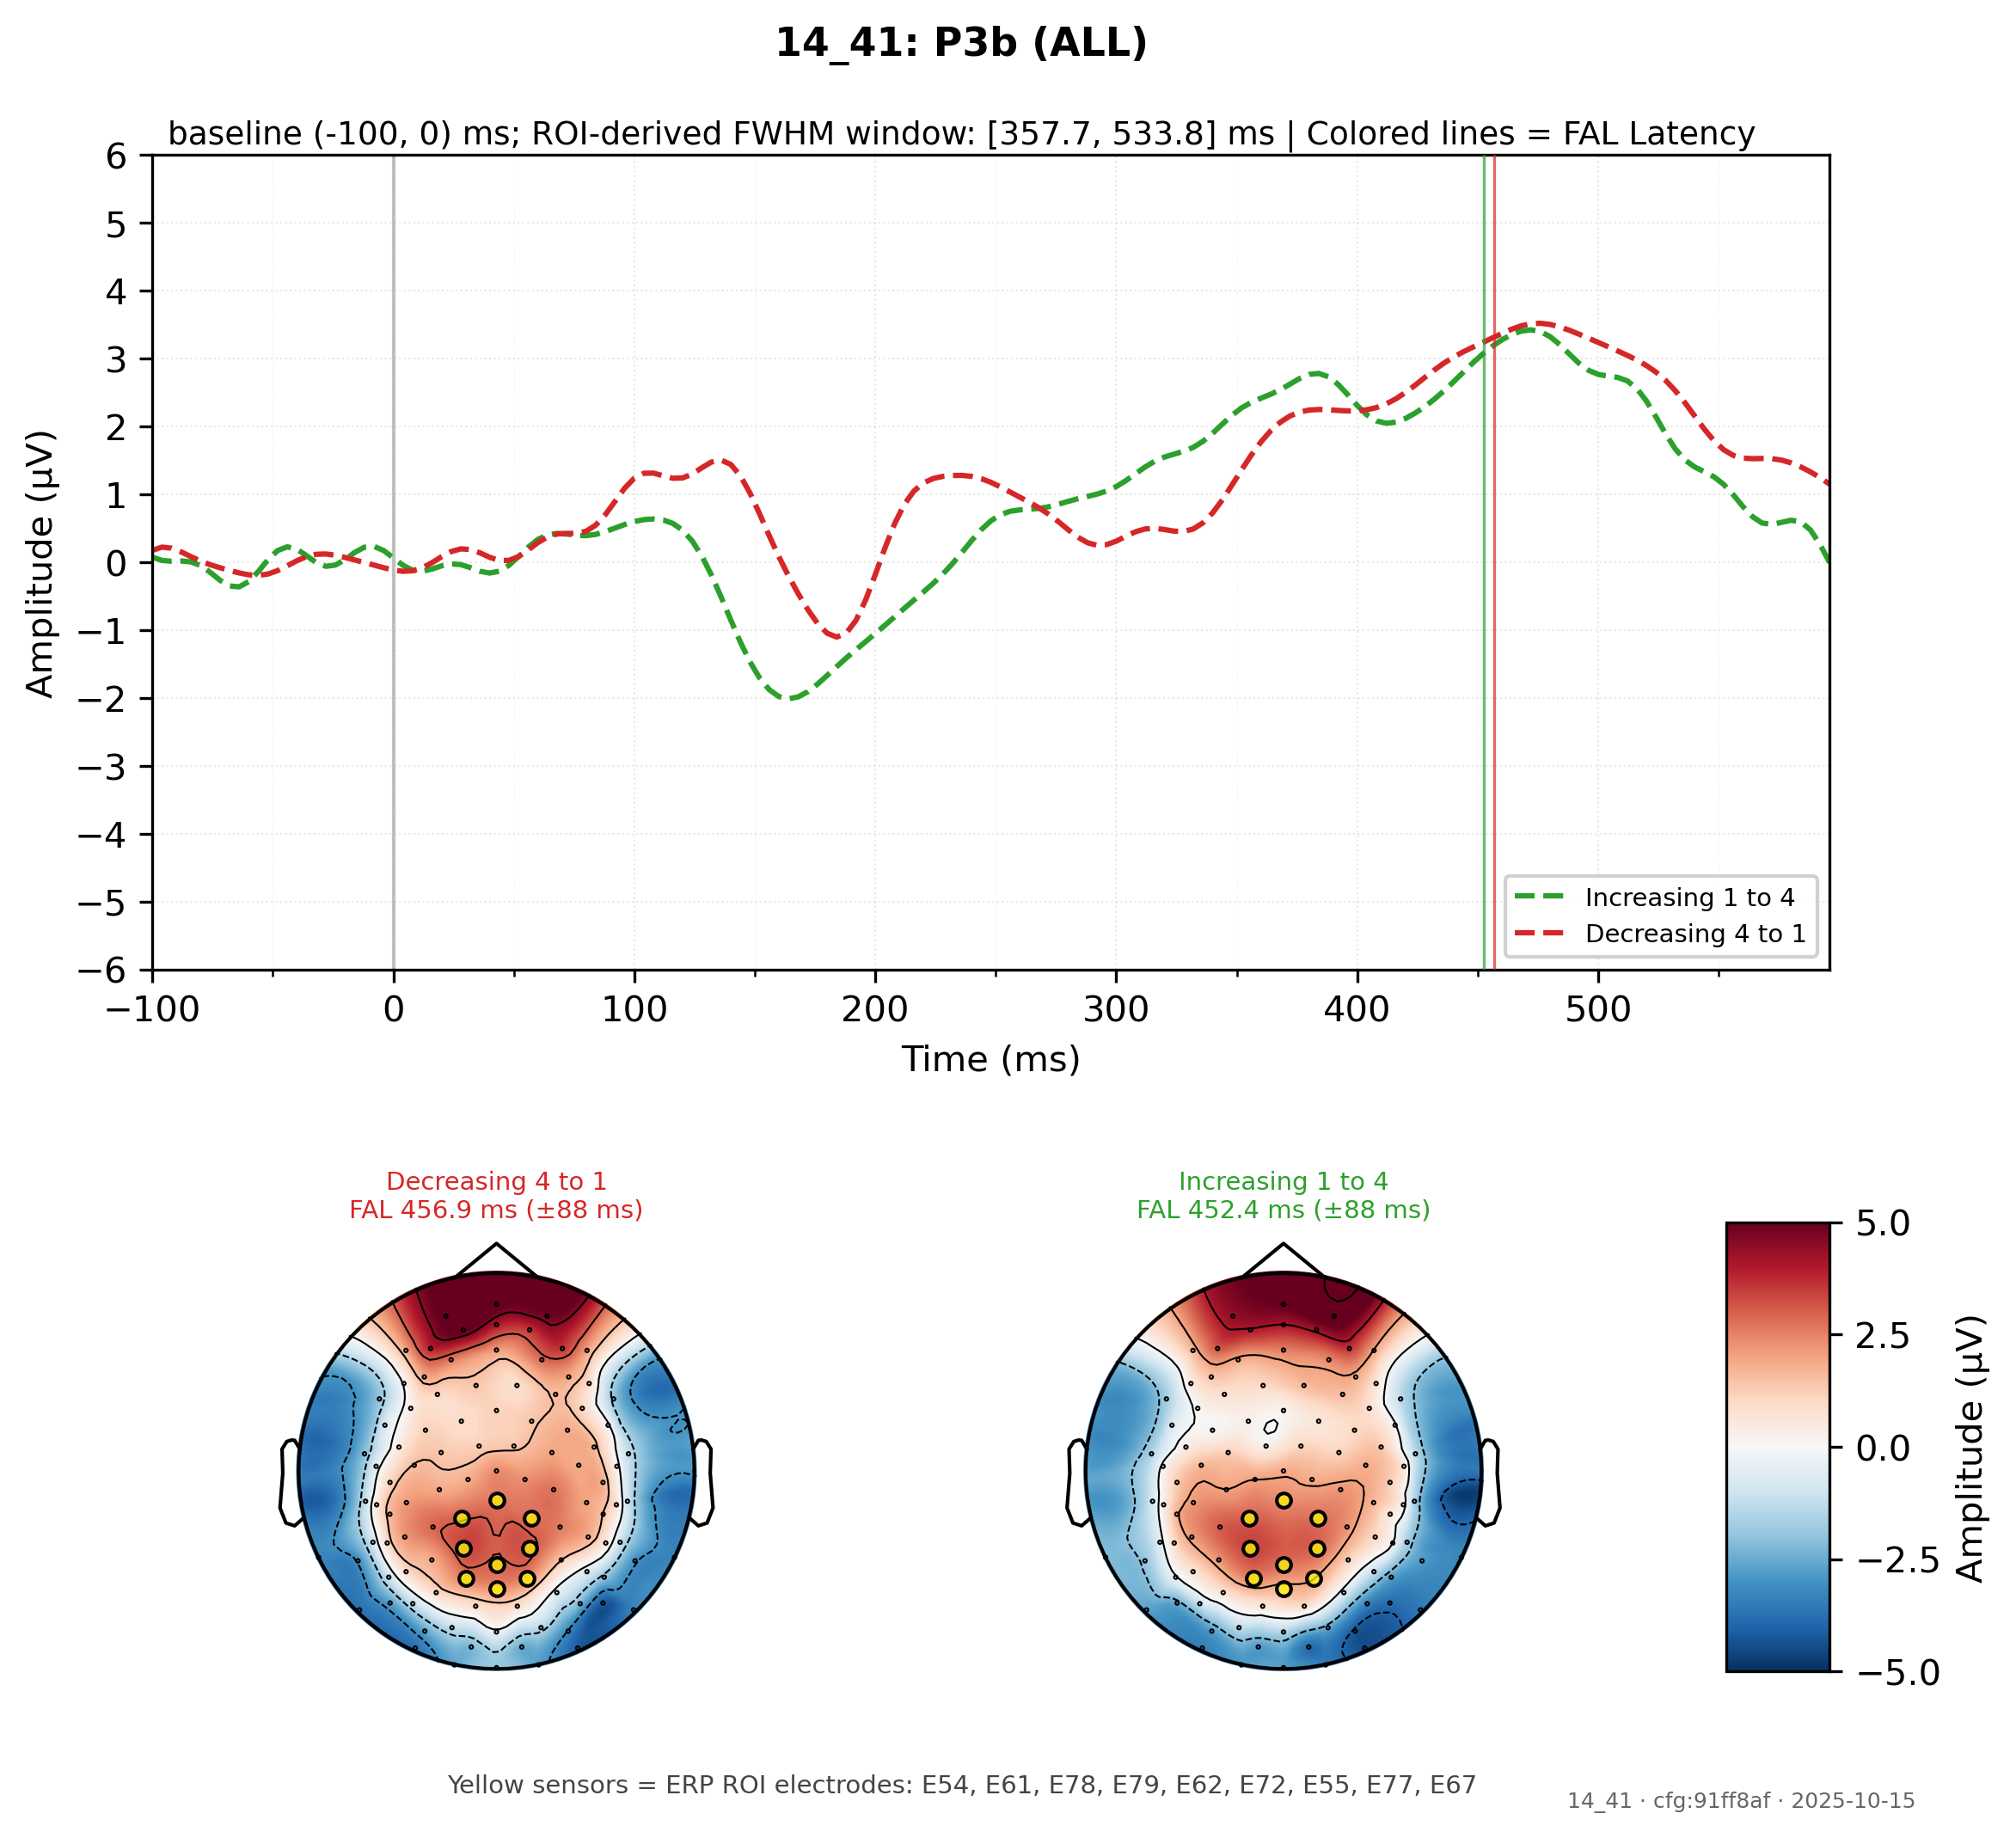 14_41: P3b (ALL)
baseline (-100, 0) ms; ROI-derived FWHM window: [357.7, 533.8] ms | Colored lines = FAL Latency
6
5
4
3
2
1
0
−1
−2
−3
−4
−5
−6
Amplitude (μV)
Increasing 1 to 4
Decreasing 4 to 1
−100 0 100 200 300 400 500
Time (ms)
Decreasing 4 to 1
FAL 456.9 ms (±88 ms)
Increasing 1 to 4
FAL 452.4 ms (±88 ms)
5.0
2.5
0.0
−2.5
−5.0
Amplitude (μV)
Yellow sensors = ERP ROI electrodes: E54, E61, E78, E79, E62, E72, E55, E77, E67
14_41 · cfg:91ff8af · 2025-10-15